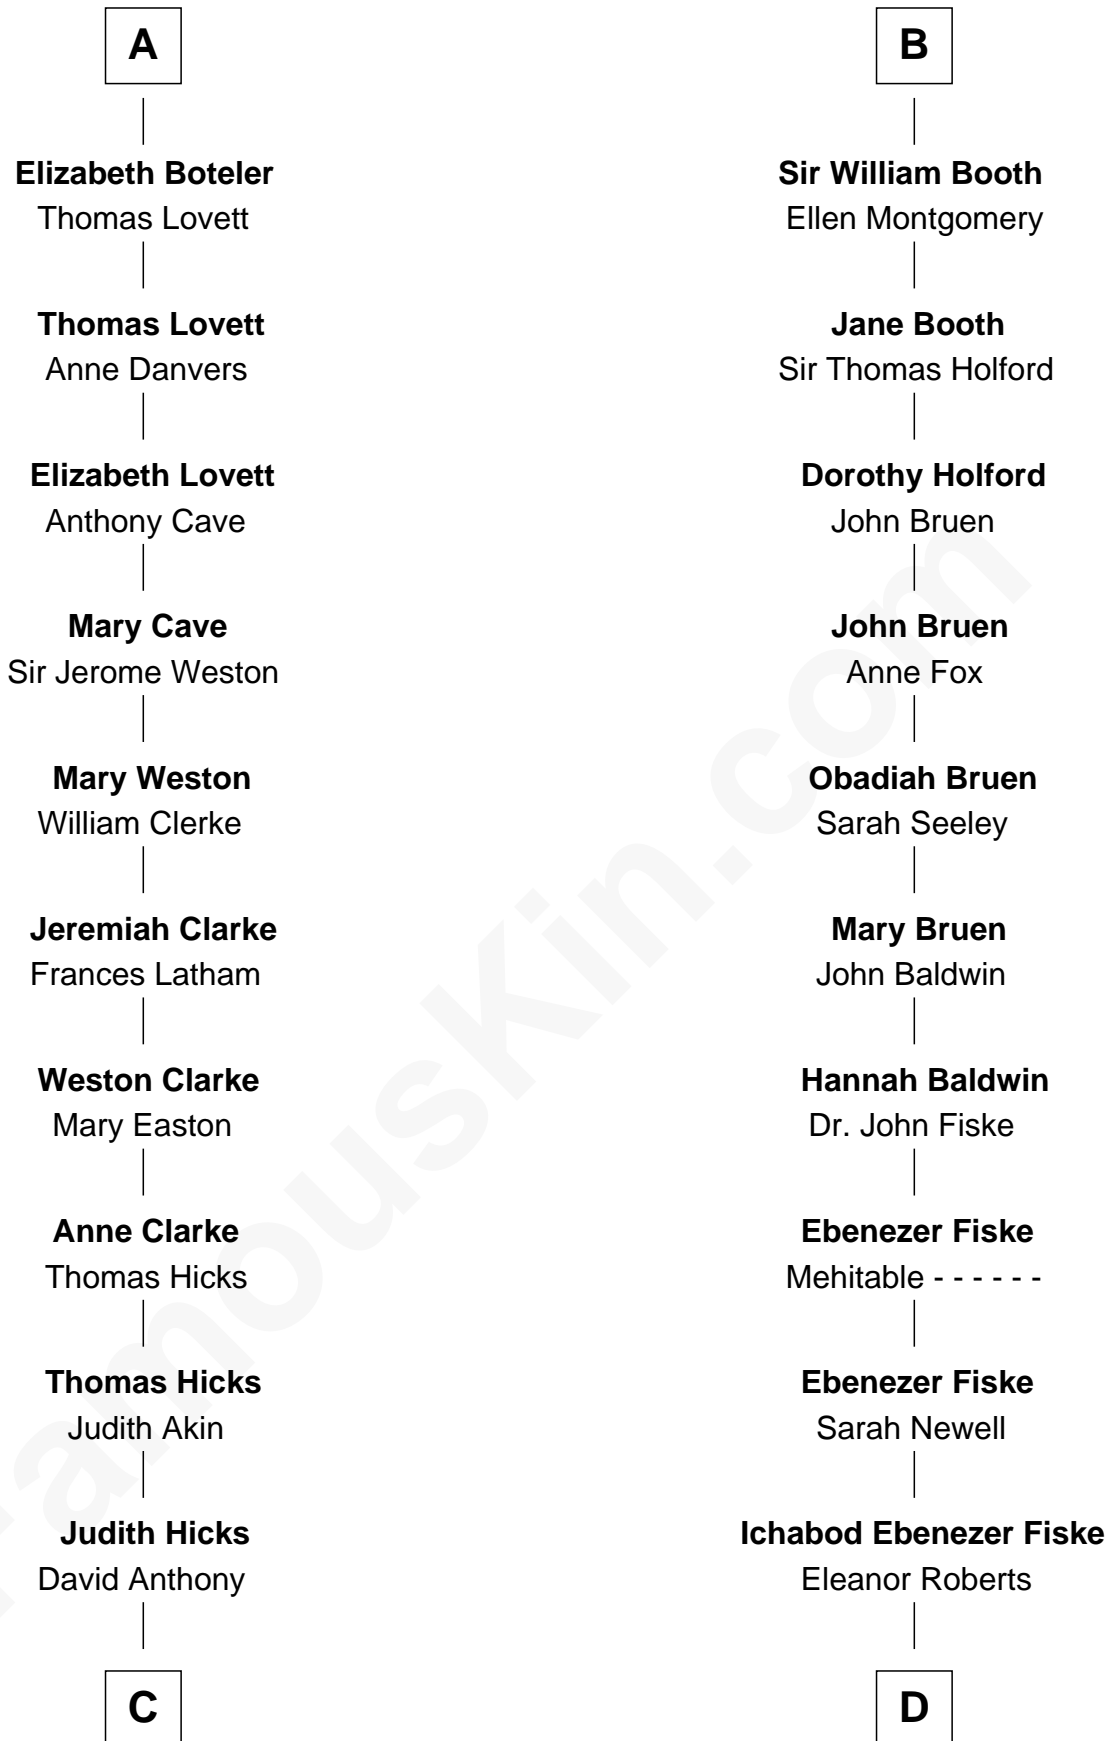 A
Elizabeth Boteler
Thomas Lovett
Thomas Lovett
Anne Danvers
Elizabeth Lovett
Anthony Cave
Mary Cave
Sir Jerome Weston
Mary Weston
William Clerke
Jeremiah Clarke
Frances Latham
Weston Clarke
Mary Easton
Anne Clarke
Thomas Hicks
Thomas Hicks
Judith Akin
Judith Hicks
David Anthony
C
B
Sir William Booth
Ellen Montgomery
Jane Booth
Sir Thomas Holford
Dorothy Holford
John Bruen
John Bruen
Anne Fox
Obadiah Bruen
Sarah Seeley
Mary Bruen
John Baldwin
Hannah Baldwin
Dr. John Fiske
Ebenezer Fiske
Mehitable - - - - - -
Ebenezer Fiske
Sarah Newell
Ichabod Ebenezer Fiske
Eleanor Roberts
D
FamousKin.com